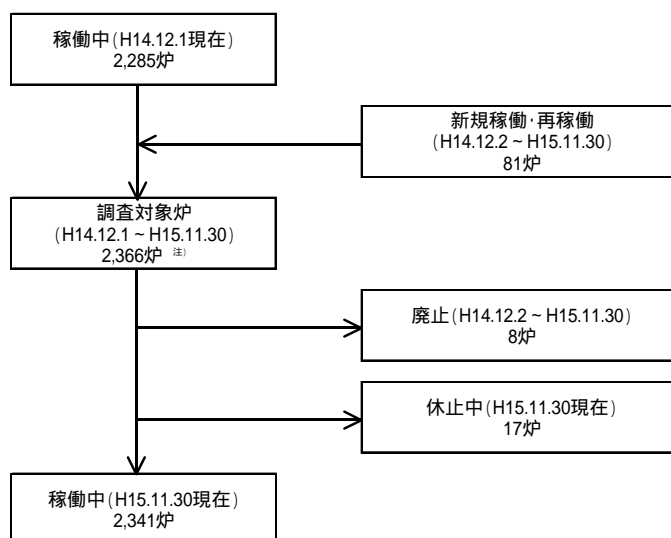 稼働中(H14.12.1現在)
2,285炉
新規稼働・再稼働
(H14.12.2～H15.11.30)
81炉
調査対象炉
(H14.12.1～H15.11.30)
2,366炉 注)
廃止(H14.12.2～H15.11.30)
8炉
休止中(H15.11.30現在)
17炉
稼働中(H15.11.30現在)
2,341炉